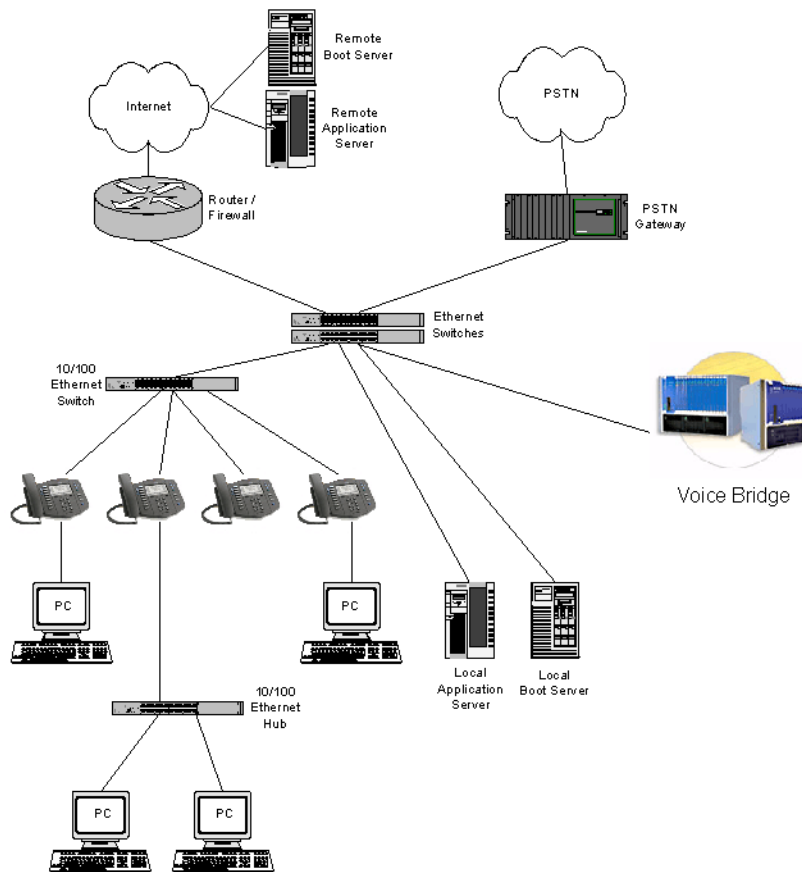 Remote
Boot Server
Internet
PSTN
Remote
Application
Server
Router /
Firewall
PSTN
Gateway
Ethernet
Switches
10/100
Ethernet
Switch
Voice Bridge
PC
PC
Local
Application
Server
Local
Boot Server
10/100
Ethernet
Hub
PC
PC